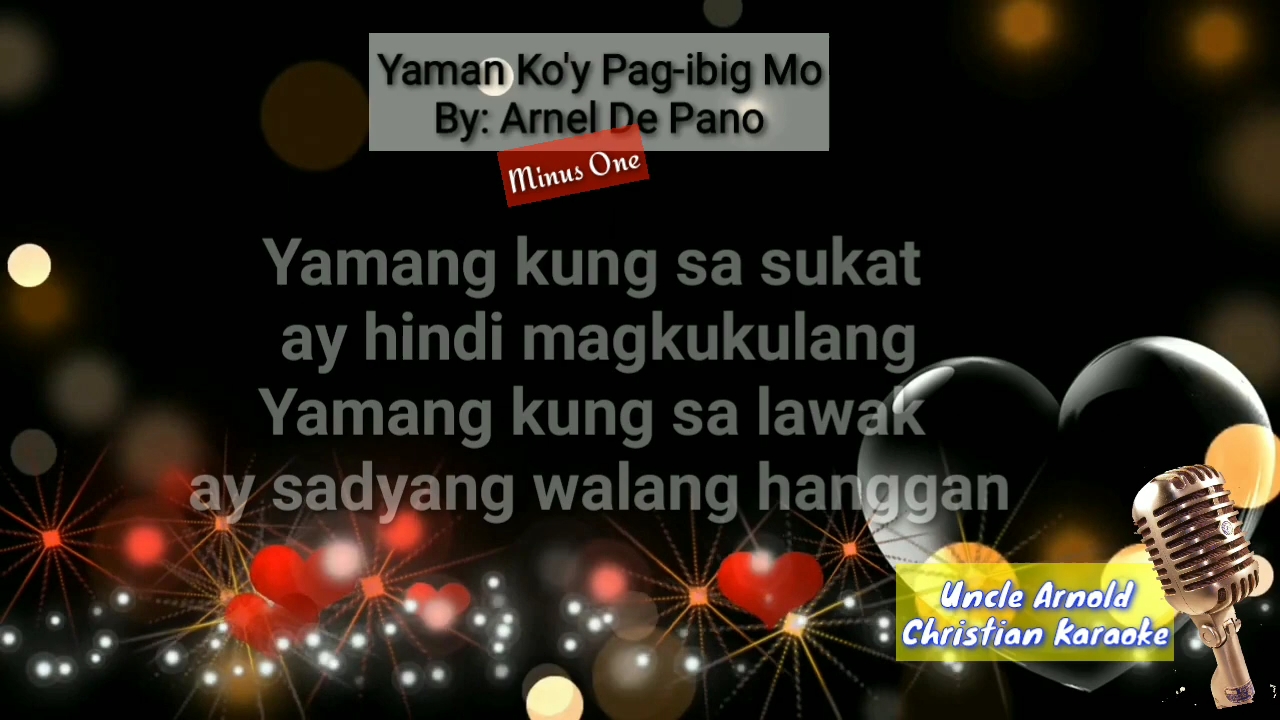 Yaman Ko'y Pag-ibig Mo
By: Arnel De Pano
Minus One
Yamang kung sa sukat
ay hindi magkukulang
Yamang kung sa lawak
ay sadyang walang hanggan
Uncle Arnold
Christian Karaoke